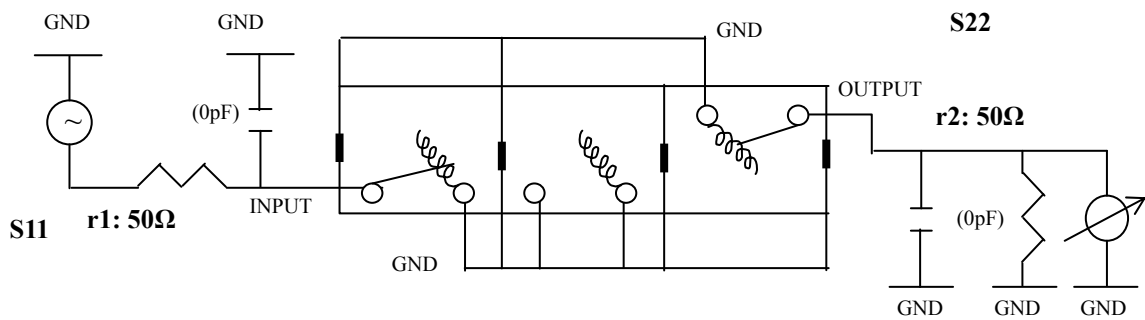 GND
GND
S22
GND
(0pF)
OUTPUT
r2: 50Ω
INPUT
S11
r1: 50Ω
(0pF)
GND
GND
GND
GND